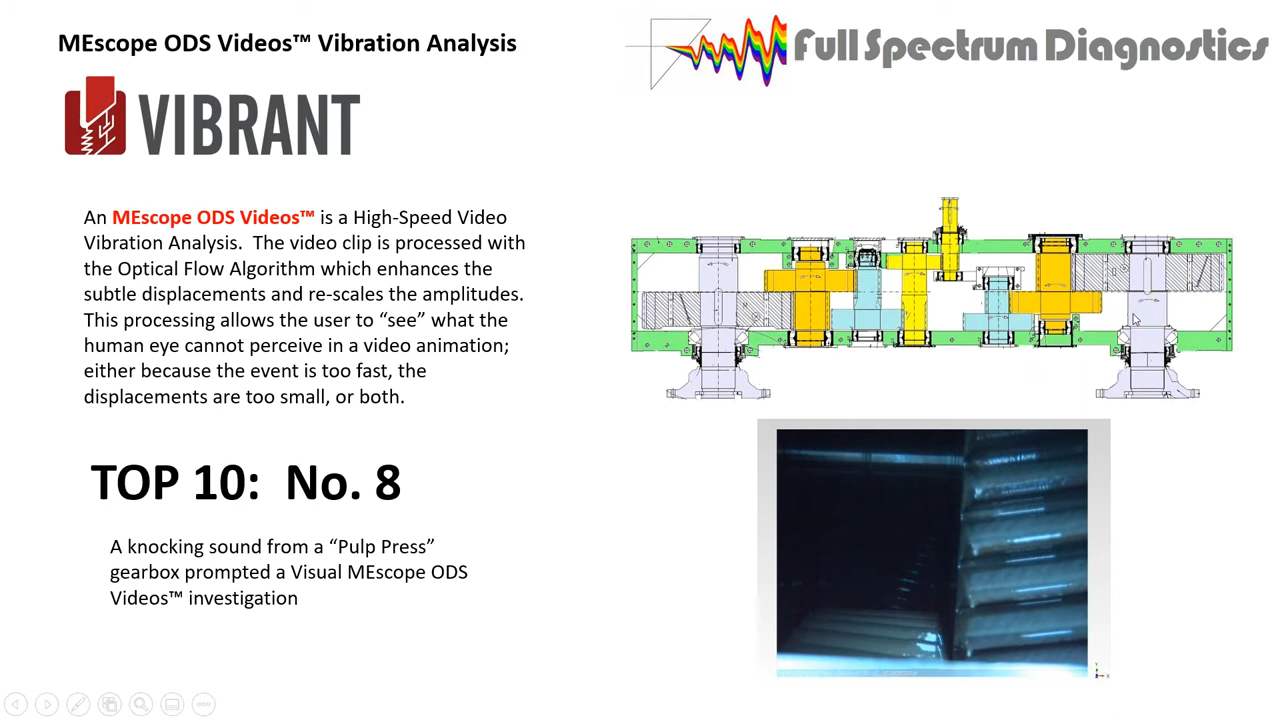 MEscope ODS Videos™ Vibration Analysis
Full Spectrum Diagnostics
VIBRANT
An MEscope ODS Videos™ is a High-Speed Video
Vibration Analysis. The video clip is processed with
the Optical Flow Algorithm which enhances the
subtle displacements and re-scales the amplitudes.
This processing allows the user to “see” what the
human eye cannot perceive in a video animation;
either because the event is too fast, the
displacements are too small, or both.
TOP 10: No. 8
A knocking sound from a “Pulp Press”
gearbox prompted a Visual MEscope ODS
Videos™ investigation
Y
X